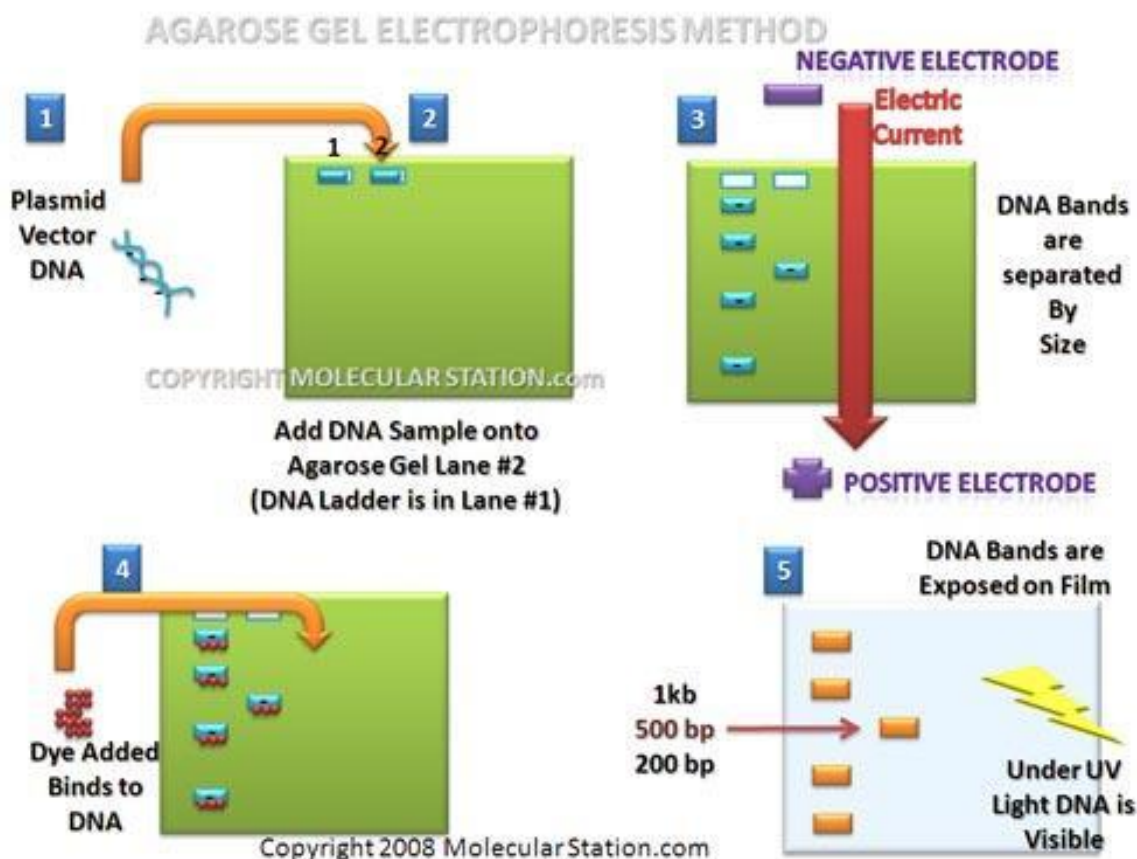 AGAROSE GEL ELECTROPHORESIS METHOD
1
2
1 2
Plasmid
Vector
DNA
COPYRIGHT MOLECULAR STATION.com
Add DNA Sample onto
Agarose Gel Lane #2
(DNA Ladder is in Lane #1)
NEGATIVE ELECTRODE
3
Electric
Current
DNA Bands
are
separated
By
Size
POSITIVE ELECTRODE
4
Dye Added
Binds to
DNA
5
DNA Bands are
Exposed on Film
1kb
500 bp
200 bp
Under UV
Light DNA is
Visible
Copyright 2008 MolecularStation.com